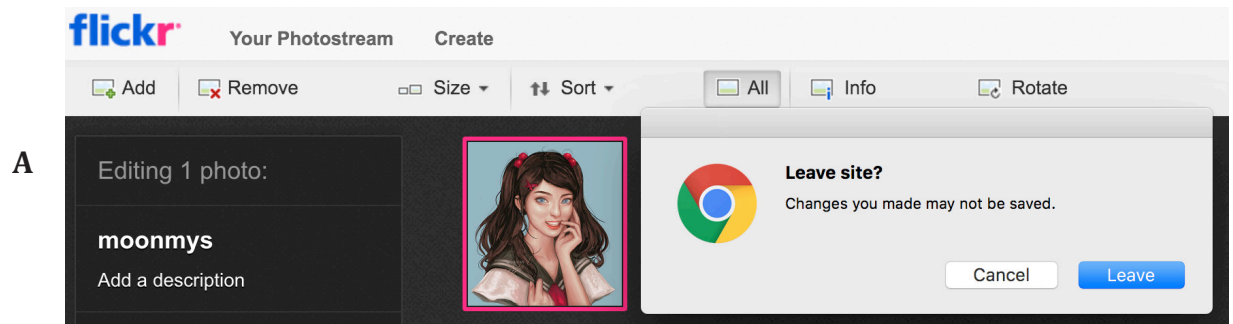 flickr Your Photostream Create
Add Remove Size Sort All Info Rotate
A
Editing 1 photo:
moonmys
Add a description
Leave site?
Changes you made may not be saved.
Cancel Leave